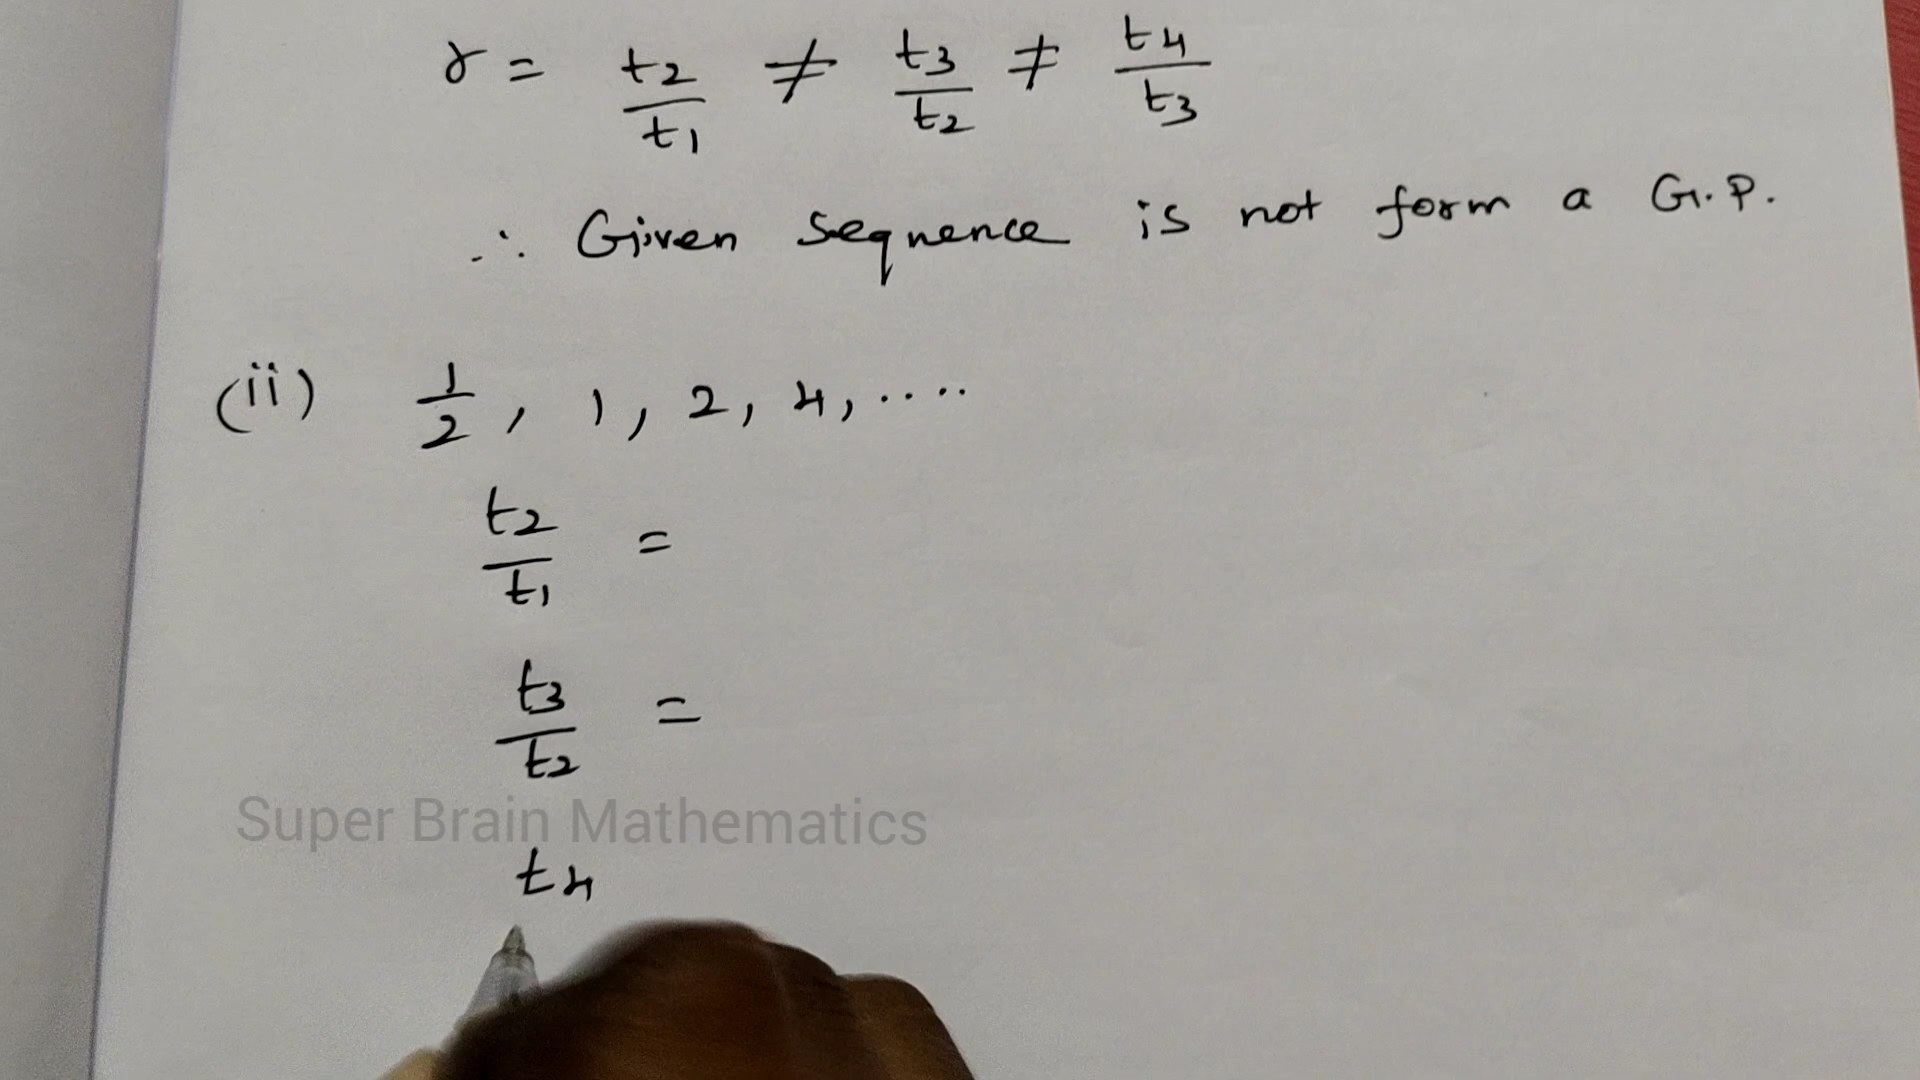 r = t2/t1 ≠ t3/t2 ≠ t4/t3
∴ Given sequence is not form a G.P.
(ii) 1/2, 1, 2, 4, ....
t2/t1 =
t3/t2 =
Super Brain Mathematics
t4